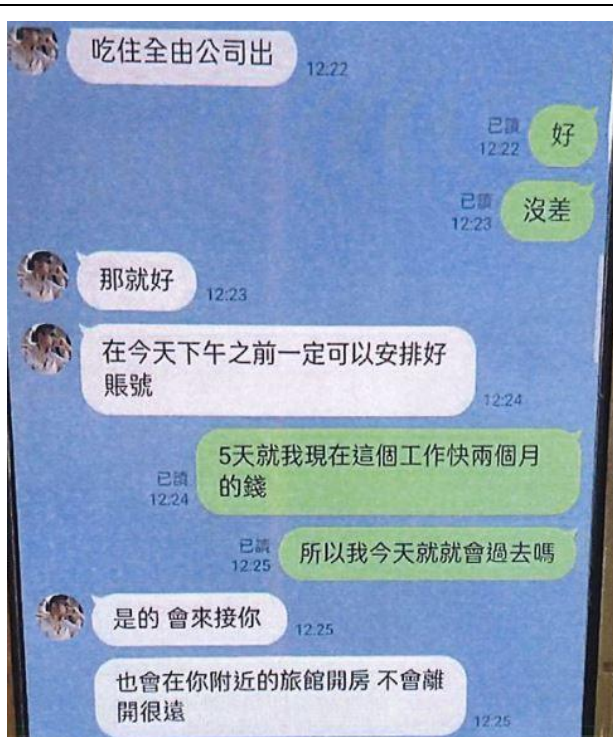 吃住全由公司出
12:22
已讀
好
12:22
已讀
沒差
12:23
那就好
12:23
在今天下午之前一定可以安排好
賬號
12:24
5天就我現在這個工作快兩個月
已讀
的錢
12:24
已讀
所以我今天就就會過去嗎
12:25
是的 會來接你
12:25
也會在你附近的旅館開房 不會離
開很遠
12:25